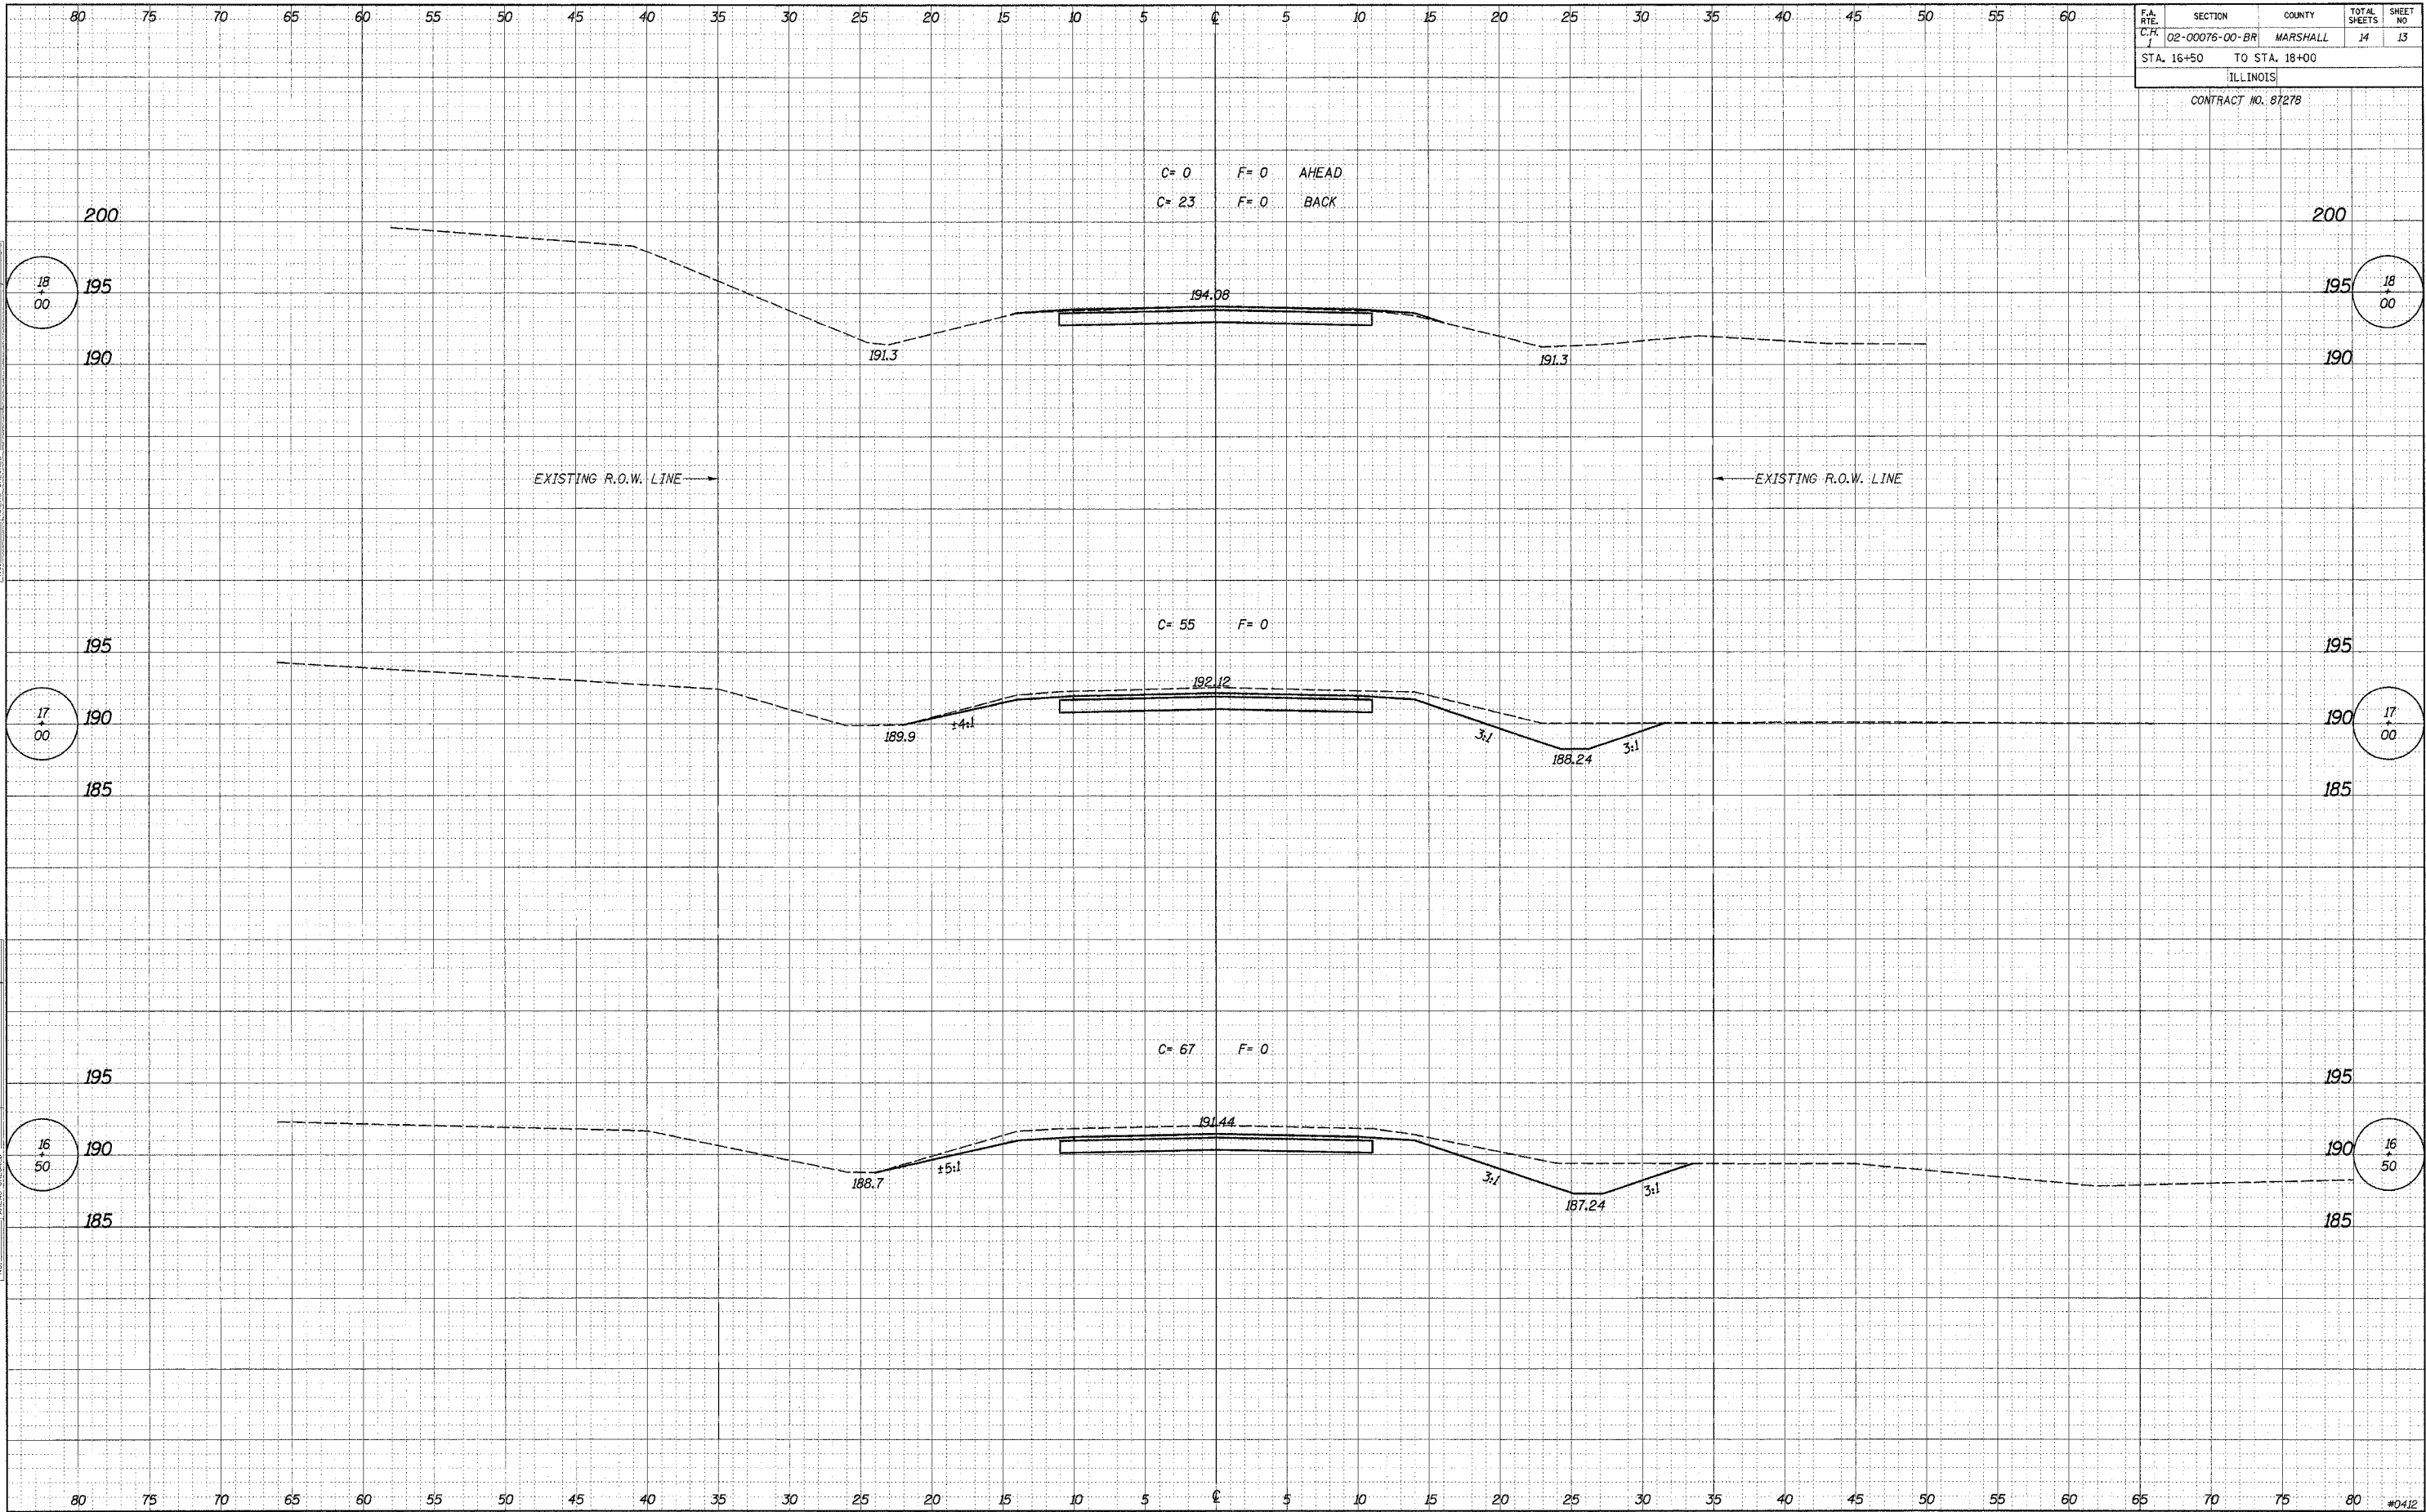 80 75 70 65 60 55 50 45 40 35 30 25 20 15 10 5 ℄ 5 10 15 20 25 30 35 40 45 50 55 60
F.A. RTE. SECTION COUNTY TOTAL SHEETS SHEET NO
C.H. 1 02-00076-00-BR MARSHALL 14 13
STA. 16+50 TO STA. 18+00
ILLINOIS
CONTRACT NO. 87278
C= 0 F= 0 AHEAD
C= 23 F= 0 BACK
200 200
18 + 00 195 194.08 195 18 + 00
190 191.3 191.3 190
EXISTING R.O.W. LINE EXISTING R.O.W. LINE
C= 55 F= 0
195 195
192.12
17 + 00 190 189.9 ±4:1 3:1 3:1 190 17 + 00
188.24
185 185
C= 67 F= 0
195 195
191.44
16 + 50 190 190 16 + 50
188.7 ±5:1 3:1 3:1
187.24
185 185
80 75 70 65 60 55 50 45 40 35 30 25 20 15 10 5 ℄ 5 10 15 20 25 30 35 40 45 50 55 60 65 70 75 80
#0412